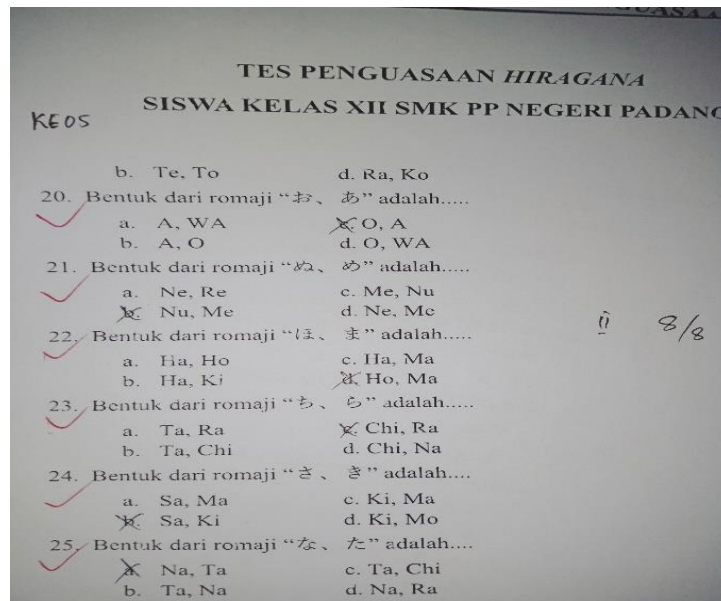 TES PENGUASAAN HIRAGANA
SISWA KELAS XII SMK PP NEGERI PADANG
KE05
b. Te, To d. Ra, Ko
20. Bentuk dari romaji “お、 あ” adalah.....
a. A, WA c. O, A
b. A, O d. O, WA
21. Bentuk dari romaji “ぬ、 め” adalah.....
a. Ne, Re c. Me, Nu
b. Nu, Me d. Ne, Me
ii 8/8
22. Bentuk dari romaji “ほ、 ま” adalah.....
a. Ha, Ho c. Ha, Ma
b. Ha, Ki d. Ho, Ma
23. Bentuk dari romaji “ち、 ら” adalah.....
a. Ta, Ra c. Chi, Ra
b. Ta, Chi d. Chi, Na
24. Bentuk dari romaji “さ、 き” adalah....
a. Sa, Ma c. Ki, Ma
b. Sa, Ki d. Ki, Mo
25. Bentuk dari romaji “な、 た” adalah....
a. Na, Ta c. Ta, Chi
b. Ta, Na d. Na, Ra